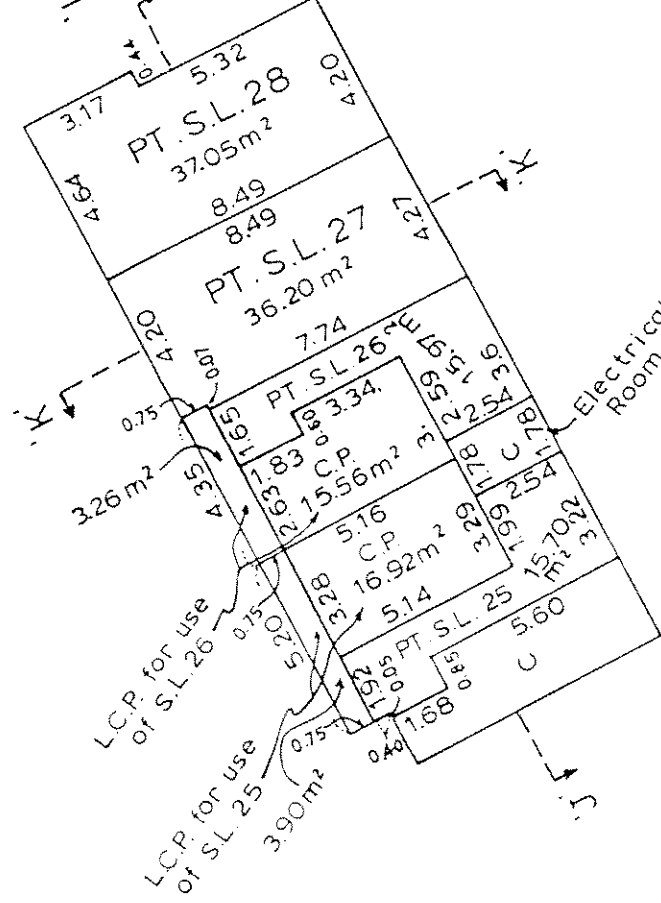 0.44
3.17
5.32
PT. S.L. 28
37.05m²
4.20
4.64
8.49
8.49
PT. S.L. 27
36.20m²
4.27
4.20
'K'
'K'
7.74
0.07
0.75
PT. S.L. 26
15.97m²
3.6
1.65
0.60
3.34
2.59
2.54
1.83
C.P.
15.56m²
3.
1.78
C
1.78
Electrical
Room
2.63
3.26m²
4.35
5.16
C.P.
16.92m²
3.29
1.99
2.54
15.70
m²
3.22
3.28
5.14
L.C.P. for use
of S.L. 26
0.75
5.20
PT. S.L. 25
5.60
C
1.92
0.05
0.85
1.68
0.40
0.75
L.C.P. for use
of S.L. 25
3.90m²
'J'